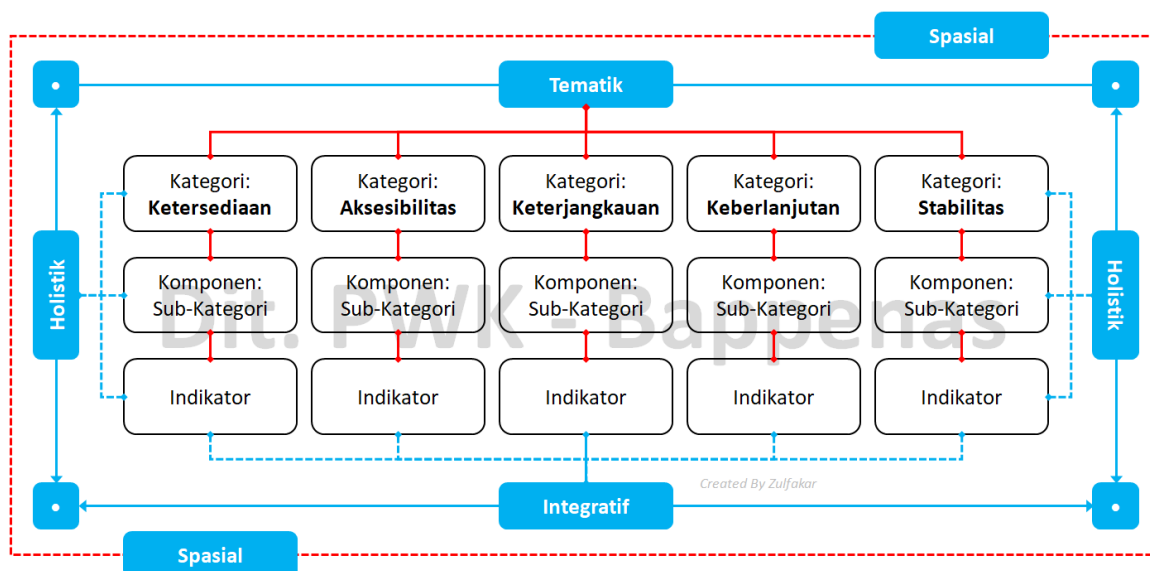 Spasial
Tematik
Kategori:
Ketersediaan
Kategori:
Aksesibilitas
Kategori:
Keterjangkauan
Kategori:
Keberlanjutan
Kategori:
Stabilitas
Holistik
Holistik
Komponen:
Sub-Kategori
Komponen:
Sub-Kategori
Komponen:
Sub-Kategori
Komponen:
Sub-Kategori
Komponen:
Sub-Kategori
Dit. PWK - Bappenas
Indikator
Indikator
Indikator
Indikator
Indikator
Created By Zulfakar
Integratif
Spasial